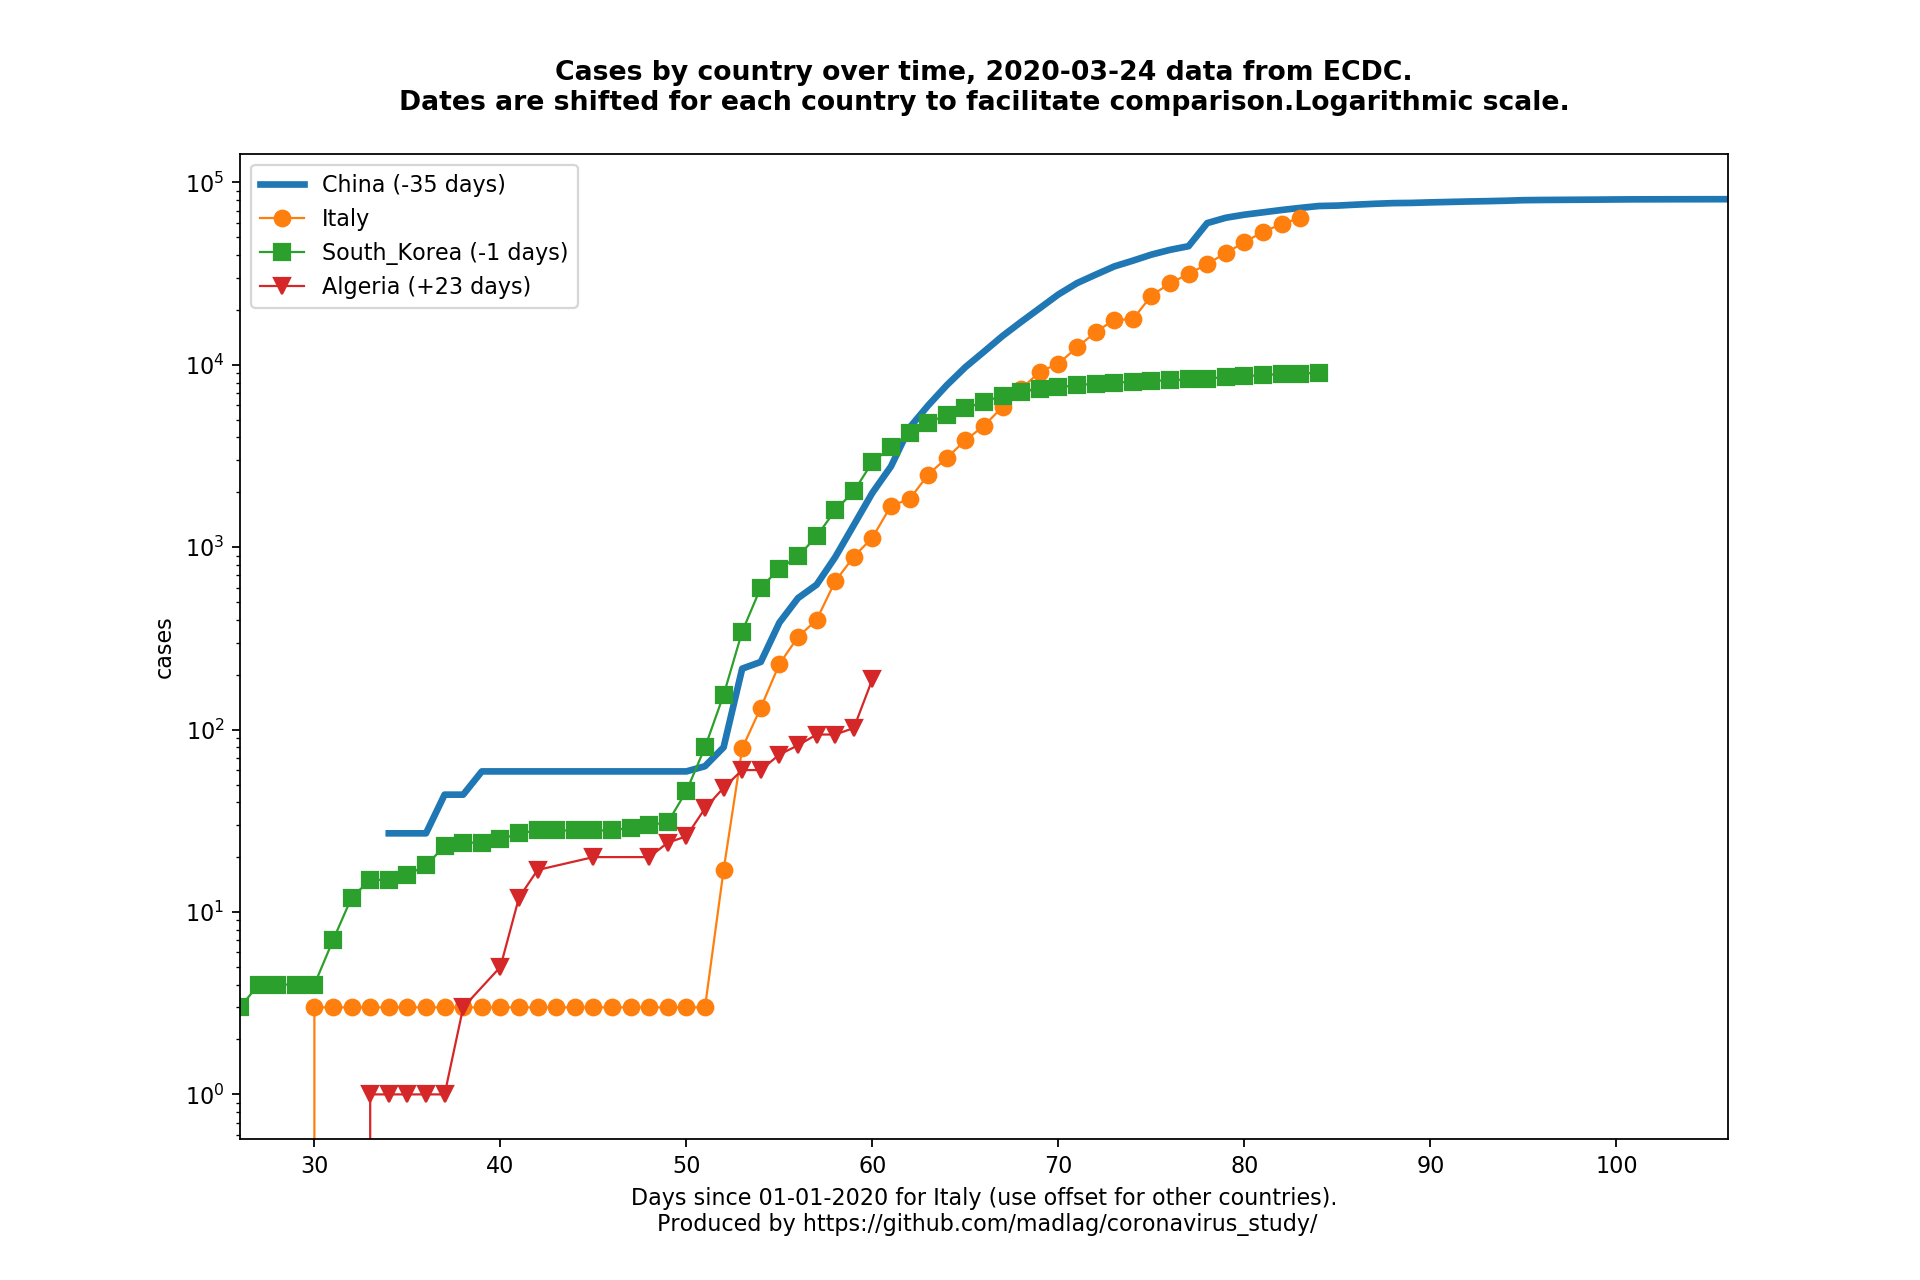 Cases by country over time, 2020-03-24 data from ECDC.
Dates are shifted for each country to facilitate comparison.Logarithmic scale.
China (-35 days)
Italy
South_Korea (-1 days)
Algeria (+23 days)
10⁵
10⁴
10³
10²
10¹
10⁰
cases
30 40 50 60 70 80 90 100
Days since 01-01-2020 for Italy (use offset for other countries).
Produced by https://github.com/madlag/coronavirus_study/